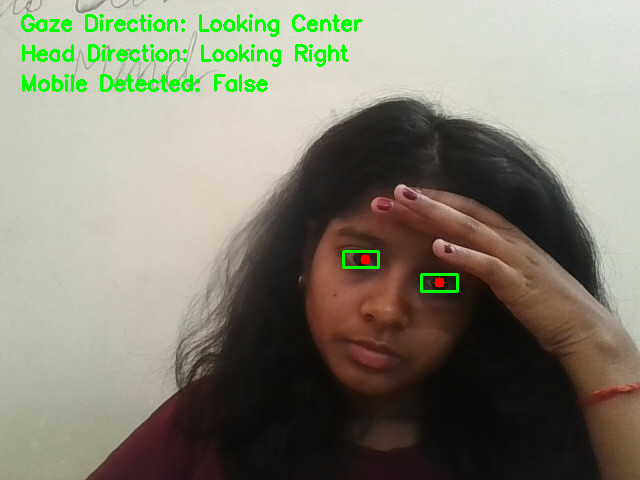 Gaze Direction: Looking Center
Head Direction: Looking Right
Mobile Detected: False